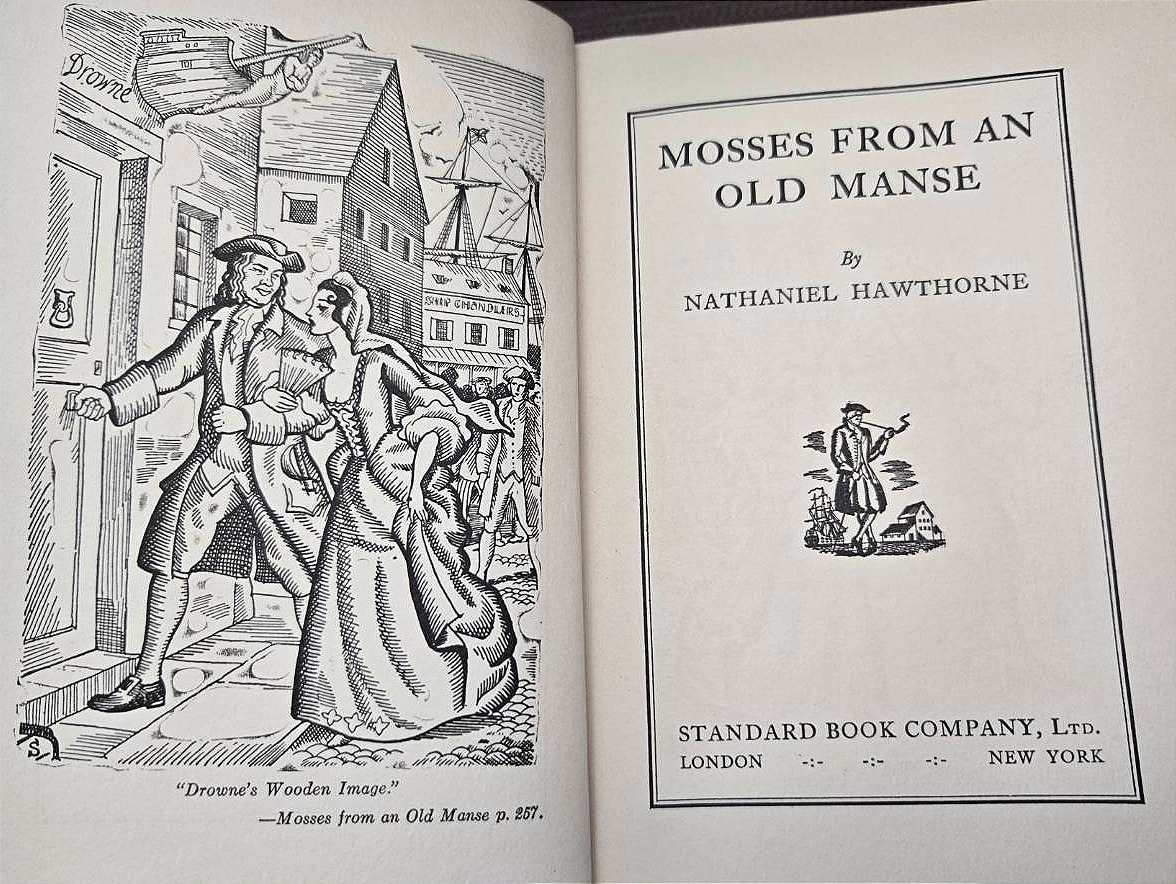 Drowne
SHIP CHANDLERS
S
"Drowne's Wooden Image."
—Mosses from an Old Manse p. 257.
MOSSES FROM AN
OLD MANSE
By
NATHANIEL HAWTHORNE
STANDARD BOOK COMPANY, LTD.
LONDON -:- -:- -:- NEW YORK